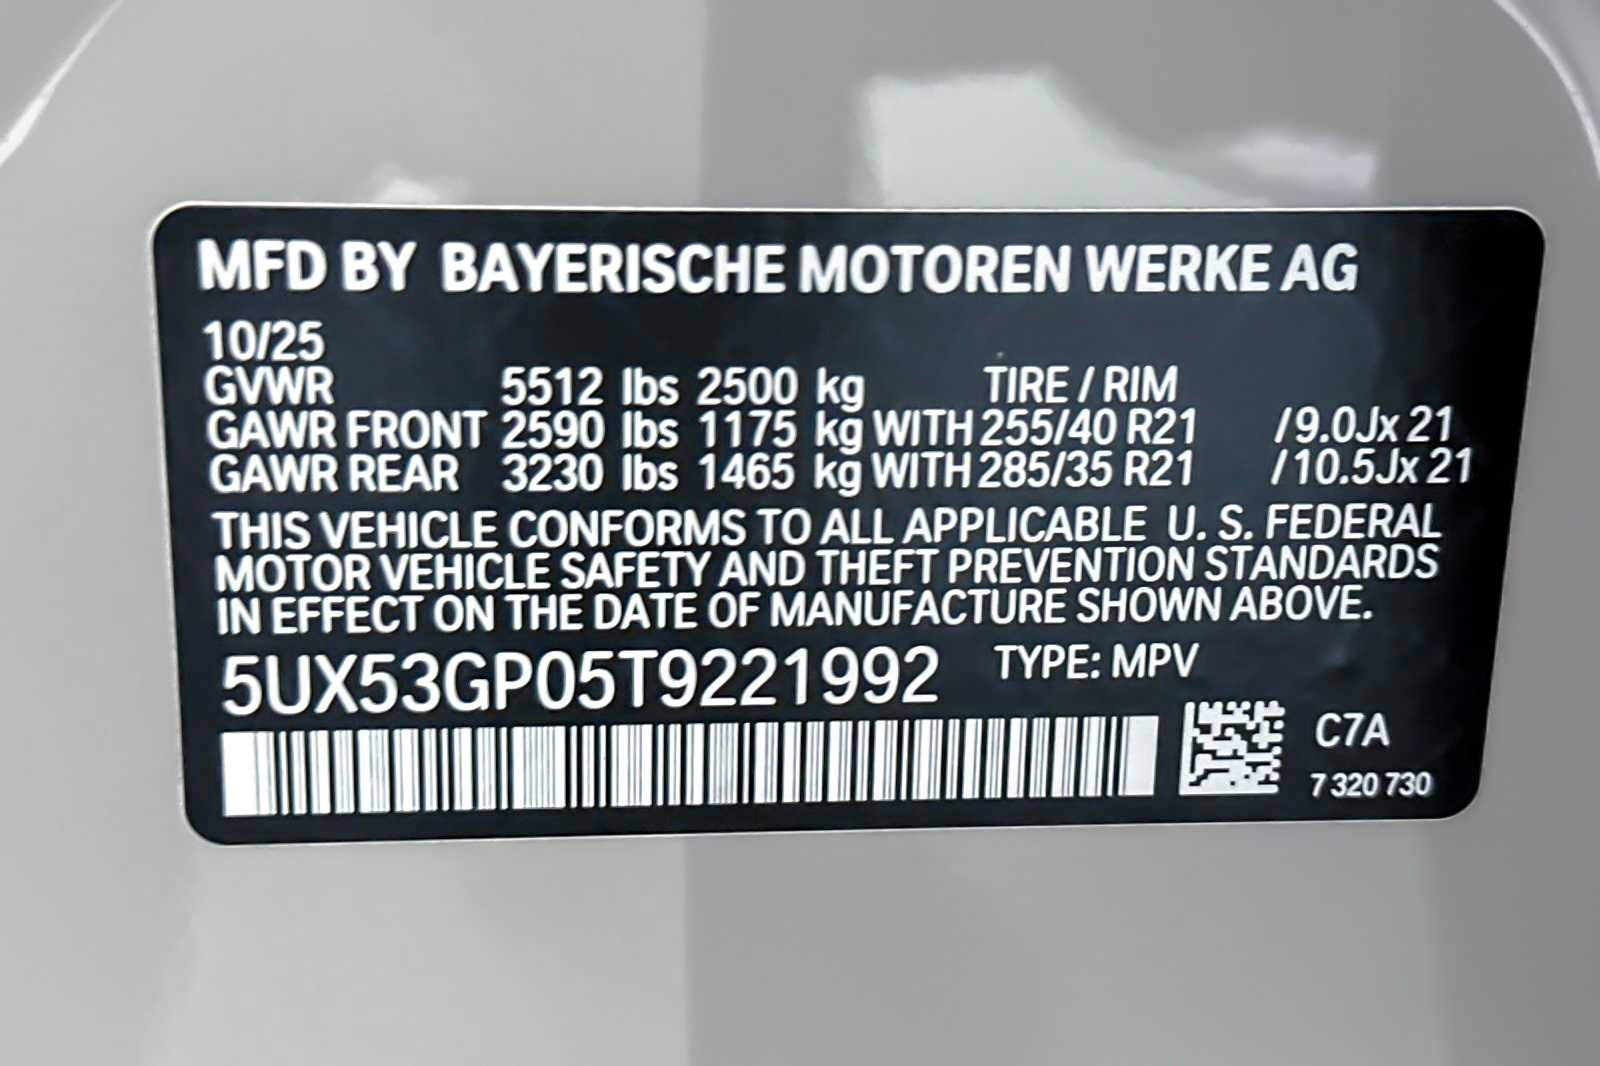 MFD BY BAYERISCHE MOTOREN WERKE AG
10/25
GVWR 5512 lbs 2500 kg TIRE / RIM
GAWR FRONT 2590 lbs 1175 kg WITH 255/40 R21 /9.0Jx 21
GAWR REAR 3230 lbs 1465 kg WITH 285/35 R21 /10.5Jx 21
THIS VEHICLE CONFORMS TO ALL APPLICABLE U. S. FEDERAL
MOTOR VEHICLE SAFETY AND THEFT PREVENTION STANDARDS
IN EFFECT ON THE DATE OF MANUFACTURE SHOWN ABOVE.
5UX53GP05T9221992 TYPE: MPV
C7A
7 320 730